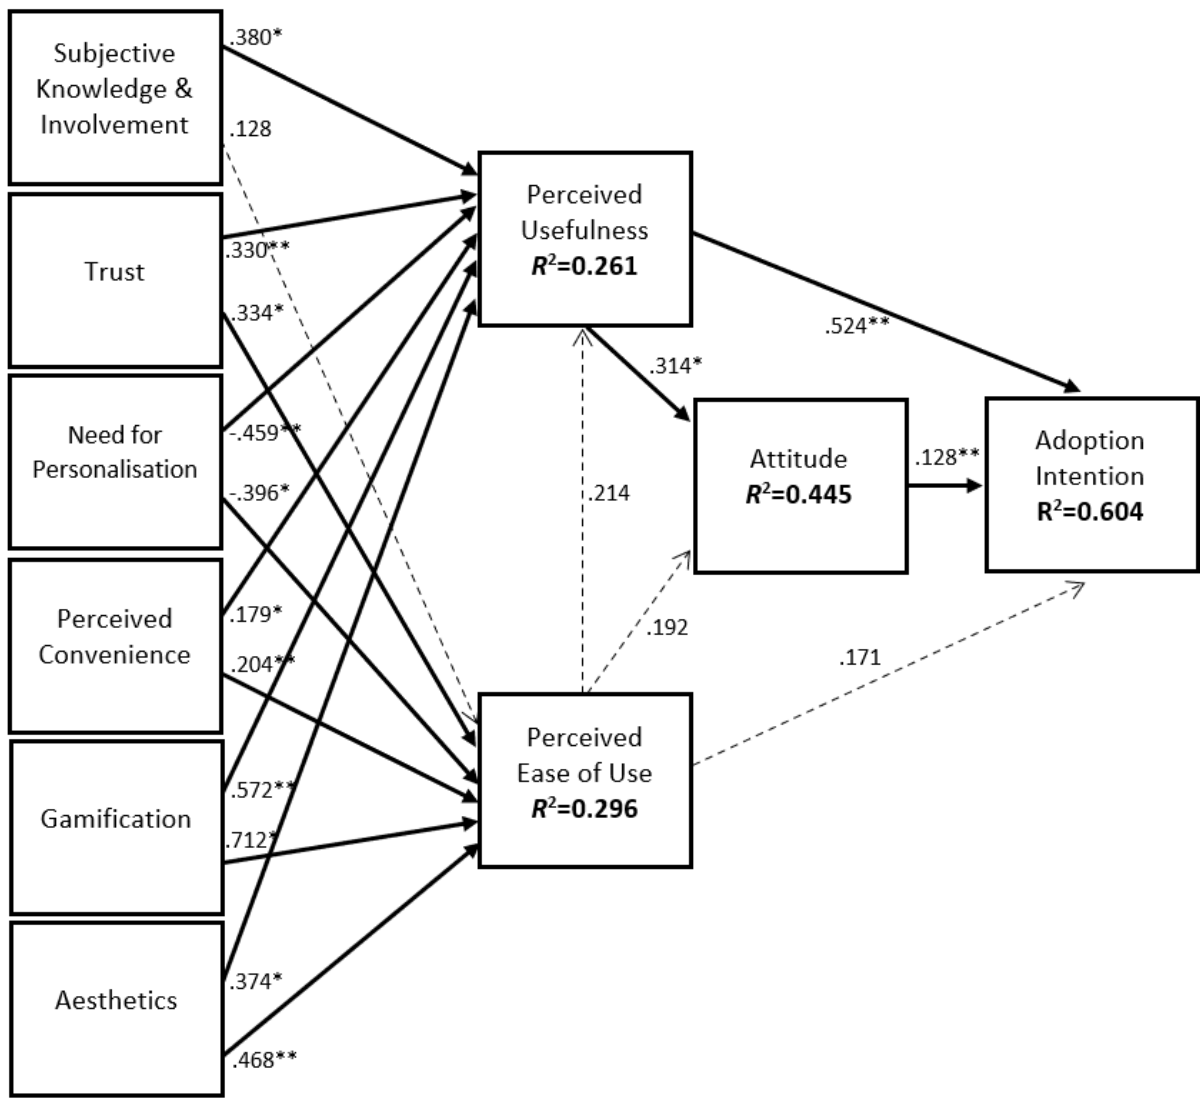 Subjective
Knowledge &
Involvement
.380*
.128
Trust
.330**
.334*
Need for
Personalisation
-.459**
-.396*
Perceived
Convenience
.179*
.204**
Gamification
.572**
.712*
Aesthetics
.374*
.468**
Perceived
Usefulness
R²=0.261
.524**
.314*
.214
.192
.171
Perceived
Ease of Use
R²=0.296
Attitude
R²=0.445
.128**
Adoption
Intention
R²=0.604